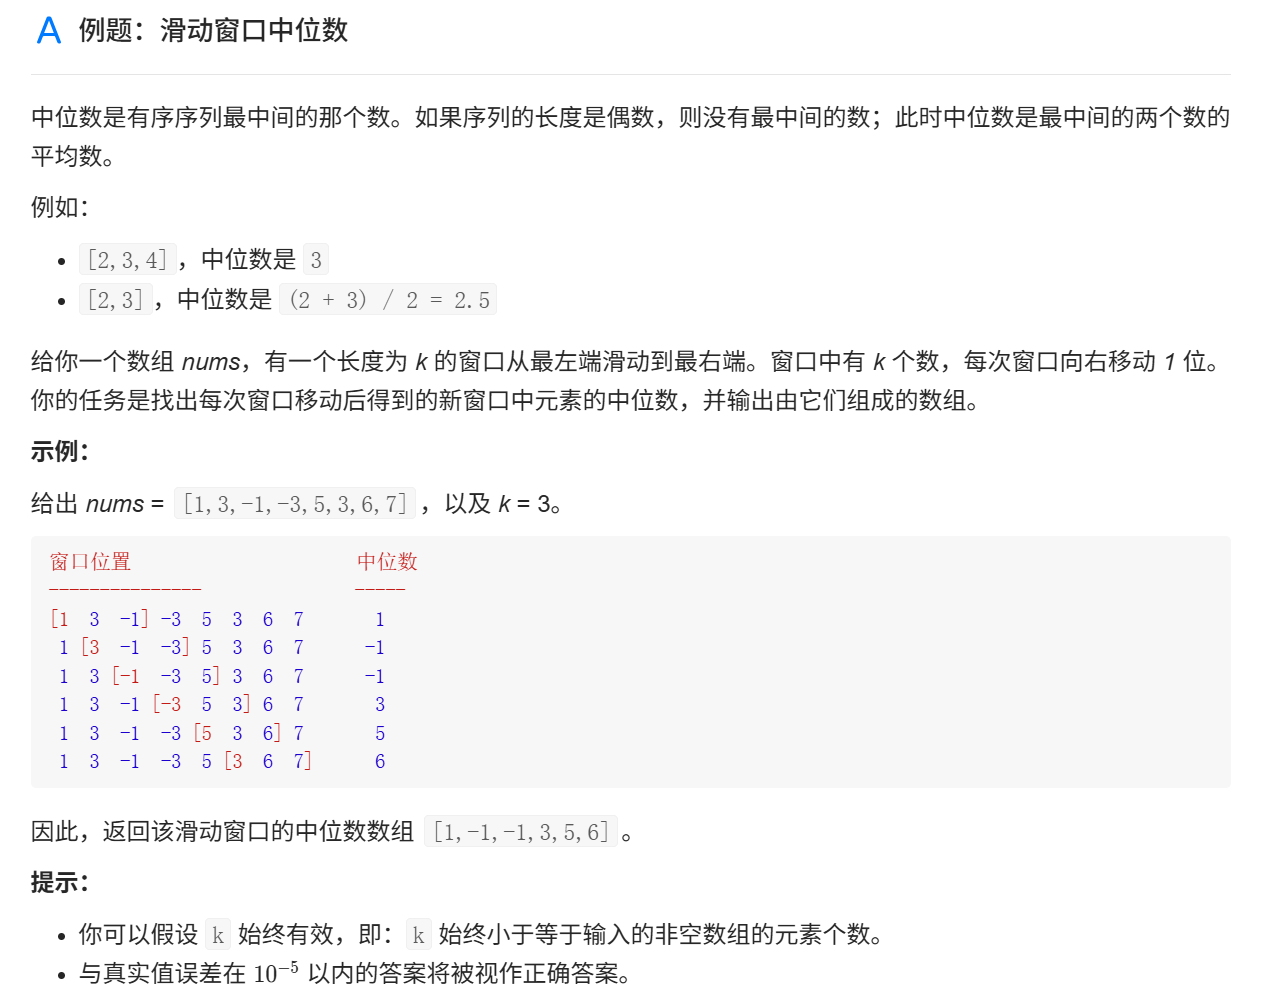 A 例题：滑动窗口中位数
中位数是有序序列最中间的那个数。如果序列的长度是偶数，则没有最中间的数；此时中位数是最中间的两个数的
平均数。
例如：
• [2,3,4]，中位数是 3
• [2,3]，中位数是 (2 + 3) / 2 = 2.5
给你一个数组 nums，有一个长度为 k 的窗口从最左端滑动到最右端。窗口中有 k 个数，每次窗口向右移动 1 位。
你的任务是找出每次窗口移动后得到的新窗口中元素的中位数，并输出由它们组成的数组。
示例：
给出 nums = [1,3,-1,-3,5,3,6,7]，以及 k = 3。
窗口位置                      中位数
---------------               -----
[1  3  -1] -3  5  3  6  7       1
 1 [3  -1  -3] 5  3  6  7      -1
 1  3 [-1  -3  5] 3  6  7      -1
 1  3  -1 [-3  5  3] 6  7       3
 1  3  -1  -3 [5  3  6] 7       5
 1  3  -1  -3  5 [3  6  7]      6
因此，返回该滑动窗口的中位数数组 [1,-1,-1,3,5,6]。
提示：
• 你可以假设 k 始终有效，即：k 始终小于等于输入的非空数组的元素个数。
• 与真实值误差在 10⁻⁵ 以内的答案将被视作正确答案。